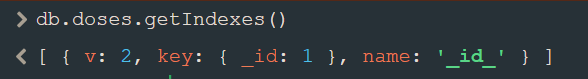 > db.doses.getIndexes()
< [ { v: 2, key: { _id: 1 }, name: '_id_' } ]